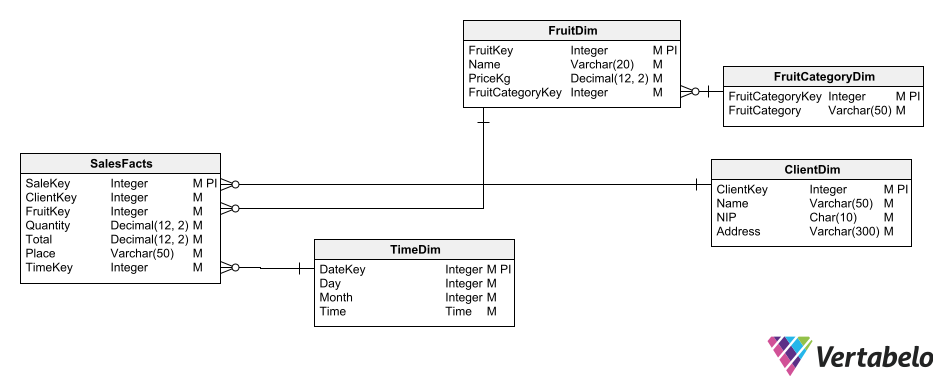 FruitDim
FruitKey Integer M PI
Name Varchar(20) M
PriceKg Decimal(12, 2) M
FruitCategoryKey Integer M
FruitCategoryDim
FruitCategoryKey Integer M PI
FruitCategory Varchar(50) M
SalesFacts
SaleKey Integer M PI
ClientKey Integer M
FruitKey Integer M
Quantity Decimal(12, 2) M
Total Decimal(12, 2) M
Place Varchar(50) M
TimeKey Integer M
ClientDim
ClientKey Integer M PI
Name Varchar(50) M
NIP Char(10) M
Address Varchar(300) M
TimeDim
DateKey Integer M PI
Day Integer M
Month Integer M
Time Time M
Vertabelo